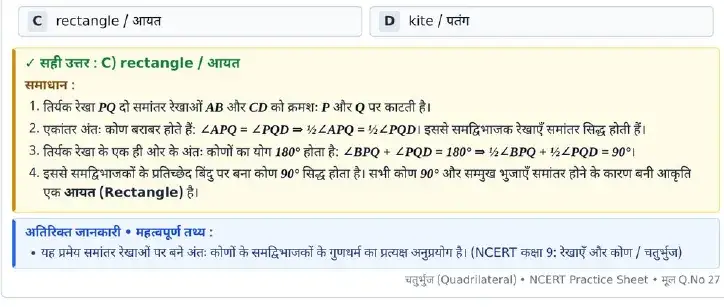 C rectangle / आयत
D kite / पतंग
✓ सही उत्तर : C) rectangle / आयत
समाधान :
1. तिर्यक रेखा PQ दो समांतर रेखाओं AB और CD को क्रमशः P और Q पर काटती है।
2. एकांतर अंतः कोण बराबर होते हैं: ∠APQ = ∠PQD ⇒ ½∠APQ = ½∠PQD। इससे समद्विभाजक रेखाएँ समांतर सिद्ध होती हैं।
3. तिर्यक रेखा के एक ही ओर के अंतः कोणों का योग 180° होता है: ∠BPQ + ∠PQD = 180° ⇒ ½∠BPQ + ½∠PQD = 90°।
4. इससे समद्विभाजकों के प्रतिच्छेद बिंदु पर बना कोण 90° सिद्ध होता है। सभी कोण 90° और सम्मुख भुजाएँ समांतर होने के कारण बनी आकृति
एक आयत (Rectangle) है।
अतिरिक्त जानकारी • महत्वपूर्ण तथ्य :
• यह प्रमेय समांतर रेखाओं पर बने अंतः कोणों के समद्विभाजकों के गुणधर्म का प्रत्यक्ष अनुप्रयोग है। (NCERT कक्षा 9: रेखाएँ और कोण / चतुर्भुज)
चतुर्भुज (Quadrilateral) • NCERT Practice Sheet • मूल Q.No 27